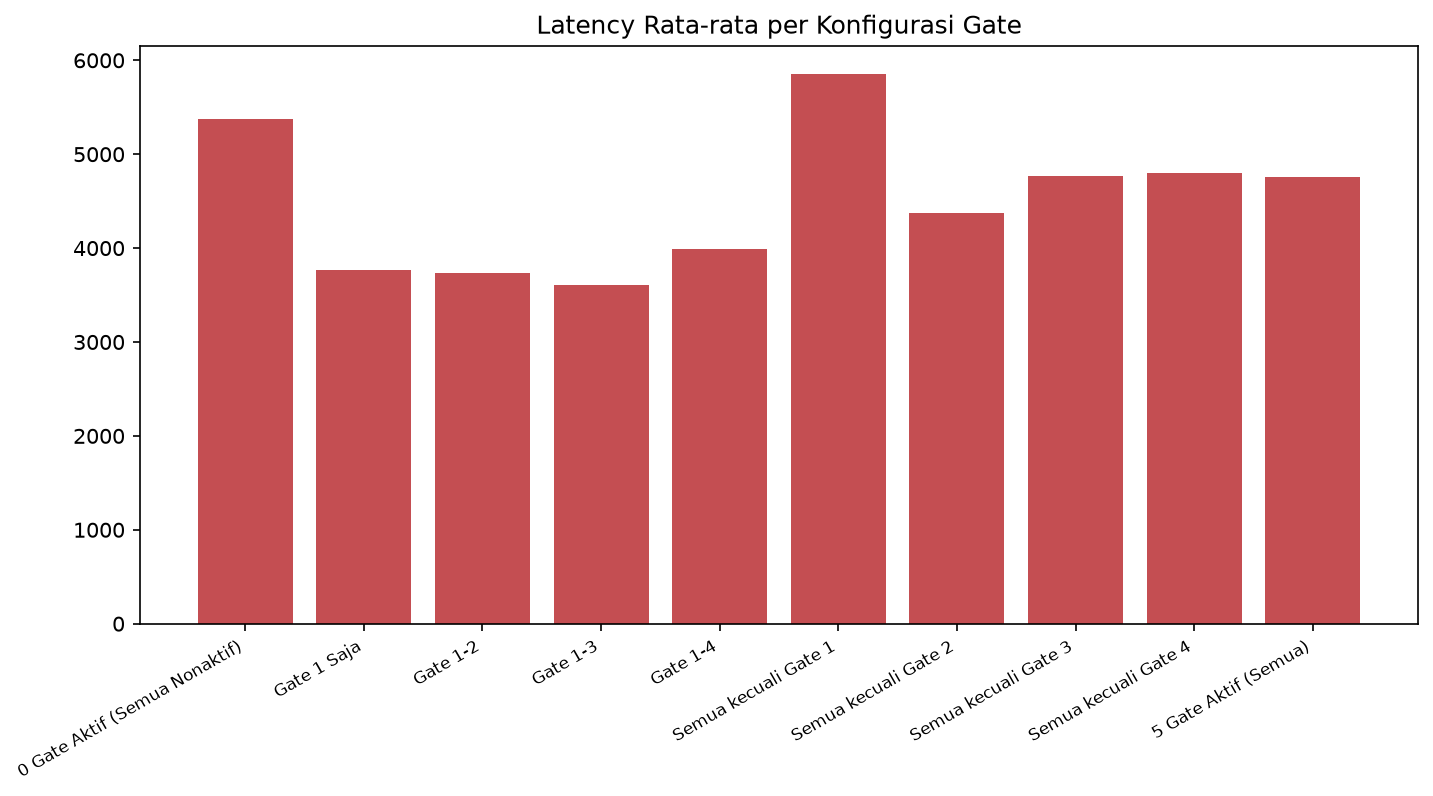 Latency Rata-rata per Konfigurasi Gate
6000
5000
4000
3000
2000
1000
0
0 Gate Aktif (Semua Nonaktif)
Gate 1 Saja
Gate 1-2
Gate 1-3
Gate 1-4
Semua kecuali Gate 1
Semua kecuali Gate 2
Semua kecuali Gate 3
Semua kecuali Gate 4
5 Gate Aktif (Semua)